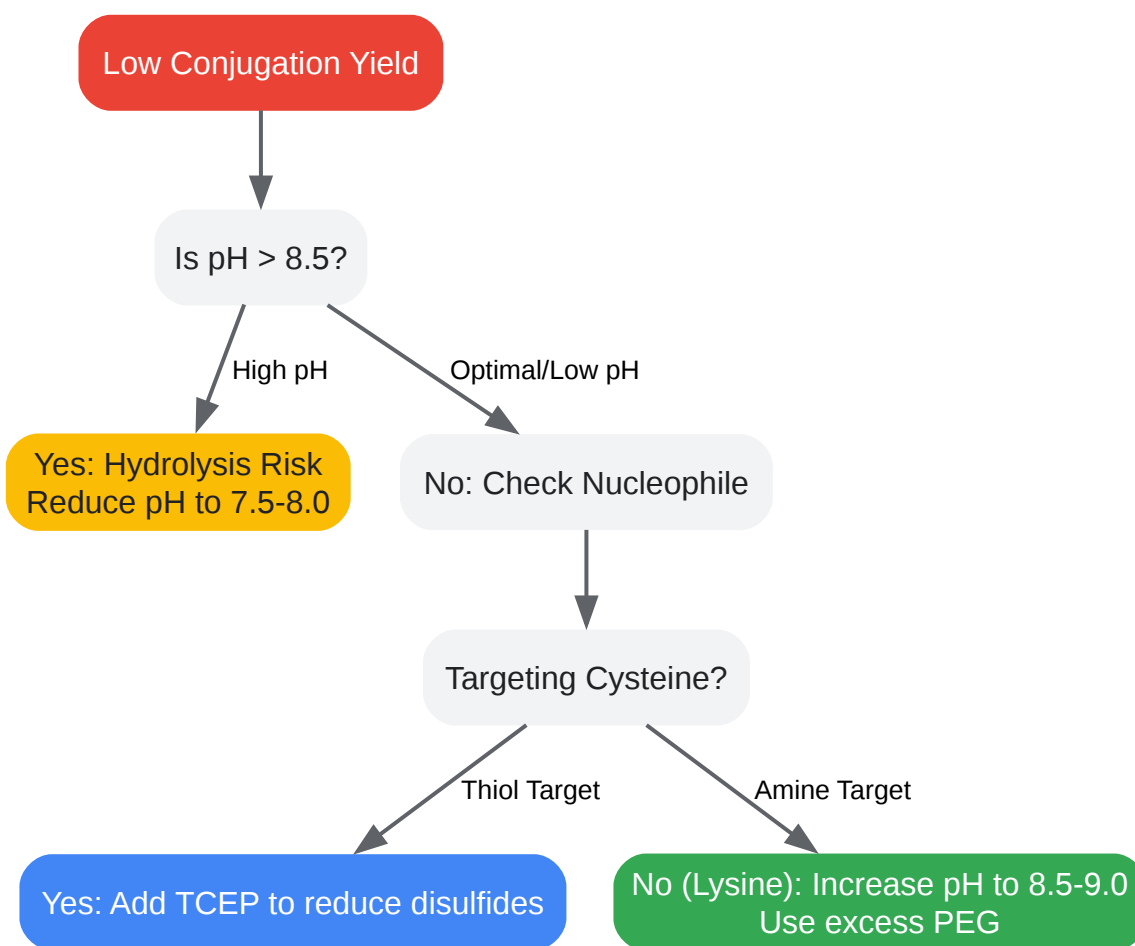 Low Conjugation Yield
Is pH > 8.5?
High pH
Optimal/Low pH
Yes: Hydrolysis Risk
Reduce pH to 7.5-8.0
No: Check Nucleophile
Targeting Cysteine?
Thiol Target
Amine Target
Yes: Add TCEP to reduce disulfides
No (Lysine): Increase pH to 8.5-9.0
Use excess PEG